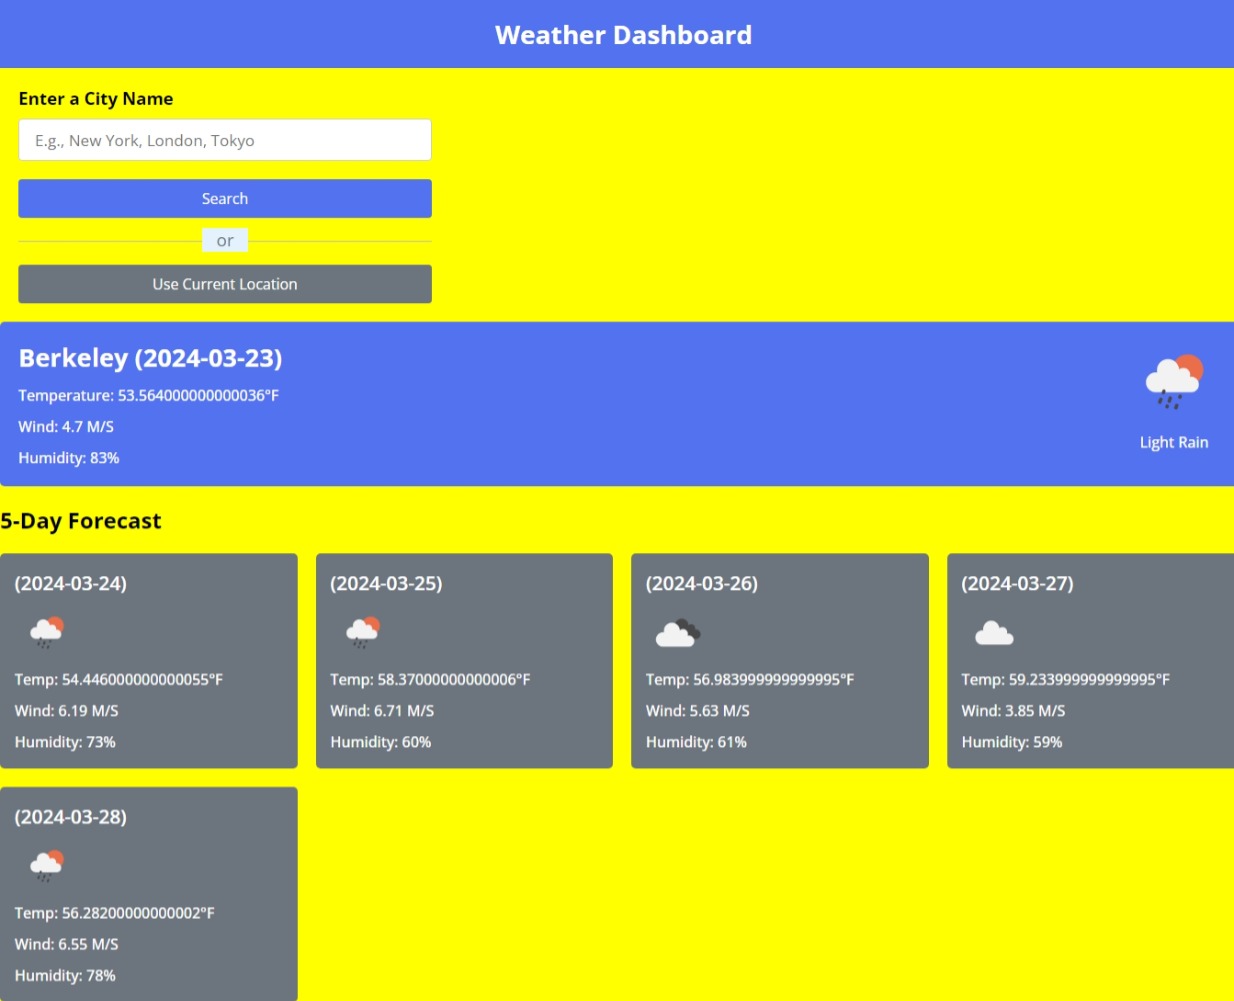 Weather Dashboard
Enter a City Name
E.g., New York, London, Tokyo
Search
or
Use Current Location
Berkeley (2024-03-23)
Temperature: 53.564000000000036°F
Wind: 4.7 M/S
Humidity: 83%
Light Rain
5-Day Forecast
(2024-03-24)
Temp: 54.446000000000055°F
Wind: 6.19 M/S
Humidity: 73%
(2024-03-25)
Temp: 58.37000000000006°F
Wind: 6.71 M/S
Humidity: 60%
(2024-03-26)
Temp: 56.983999999999995°F
Wind: 5.63 M/S
Humidity: 61%
(2024-03-27)
Temp: 59.233999999999995°F
Wind: 3.85 M/S
Humidity: 59%
(2024-03-28)
Temp: 56.28200000000002°F
Wind: 6.55 M/S
Humidity: 78%